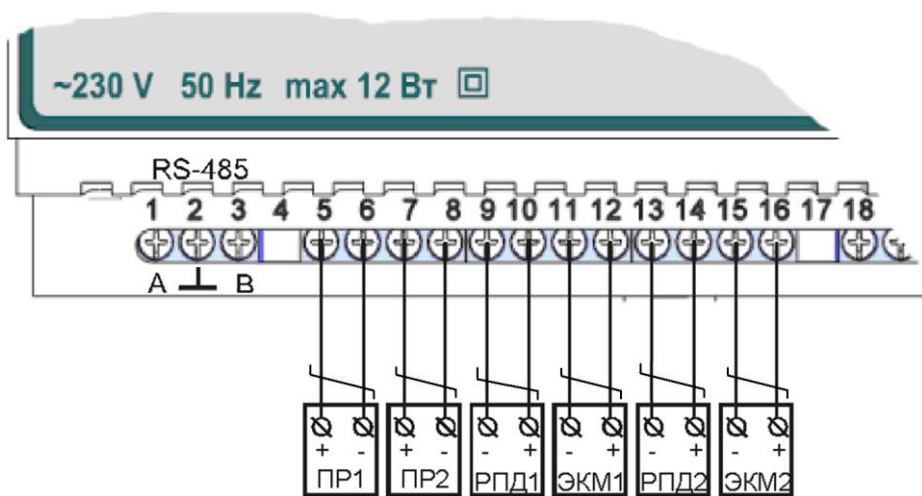 ~230 V 50 Hz max 12 Вт
RS-485
1 2 3 4 5 6 7 8 9 10 11 12 13 14 15 16 17 18
A B
+ - + - - + - + - + - +
ПР1 ПР2 РПД1 ЭКМ1 РПД2 ЭКМ2